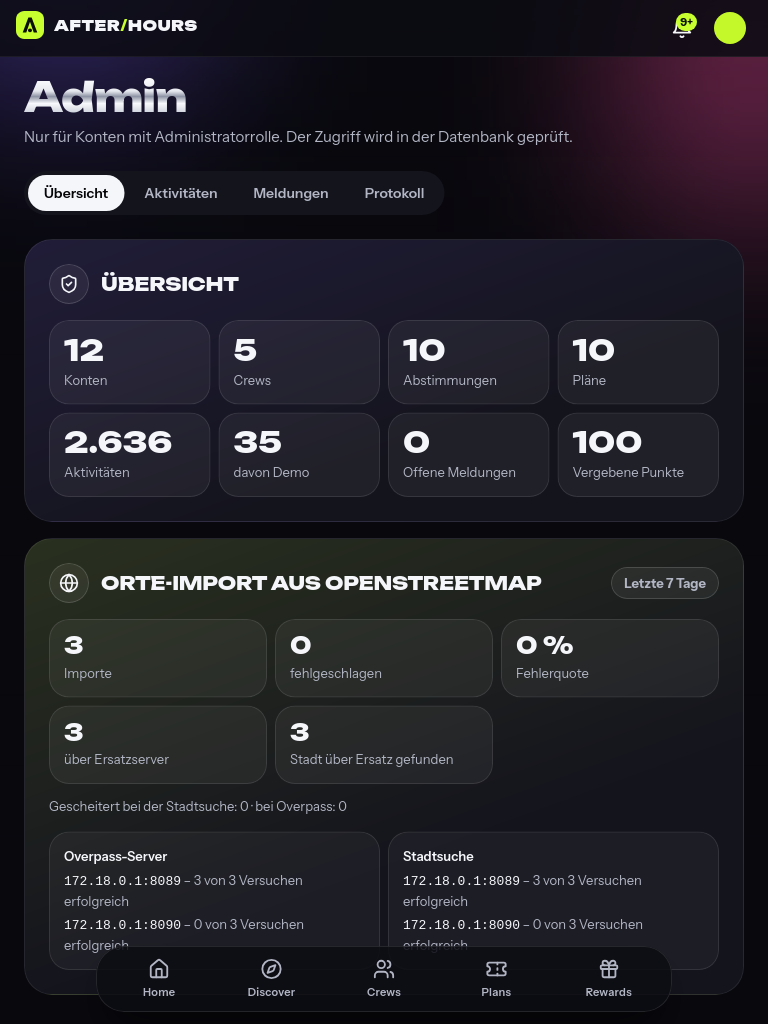 AFTER/HOURS
9+
Admin
Nur für Konten mit Administratorrolle. Der Zugriff wird in der Datenbank geprüft.
Übersicht Aktivitäten Meldungen Protokoll
ÜBERSICHT
12 5 10 10
Konten Crews Abstimmungen Pläne
2.636 35 0 100
Aktivitäten davon Demo Offene Meldungen Vergebene Punkte
ORTE-IMPORT AUS OPENSTREETMAP Letzte 7 Tage
3 0 0 %
Importe fehlgeschlagen Fehlerquote
3 3
über Ersatzserver Stadt über Ersatz gefunden
Gescheitert bei der Stadtsuche: 0 · bei Overpass: 0
Overpass-Server
172.18.0.1:8089 – 3 von 3 Versuchen
erfolgreich
172.18.0.1:8090 – 0 von 3 Versuchen
erfolgreich
Stadtsuche
172.18.0.1:8089 – 3 von 3 Versuchen
erfolgreich
172.18.0.1:8090 – 0 von 3 Versuchen
erfolgreich
Home Discover Crews Plans Rewards